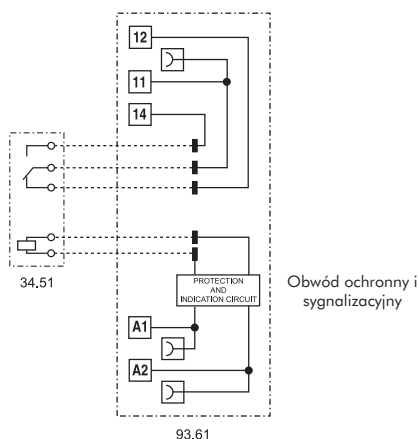 12
11
14
34.51
PROTECTION
AND
INDICATION CIRCUIT
Obwód ochronny i
sygnalizacyjny
A1
A2
93.61